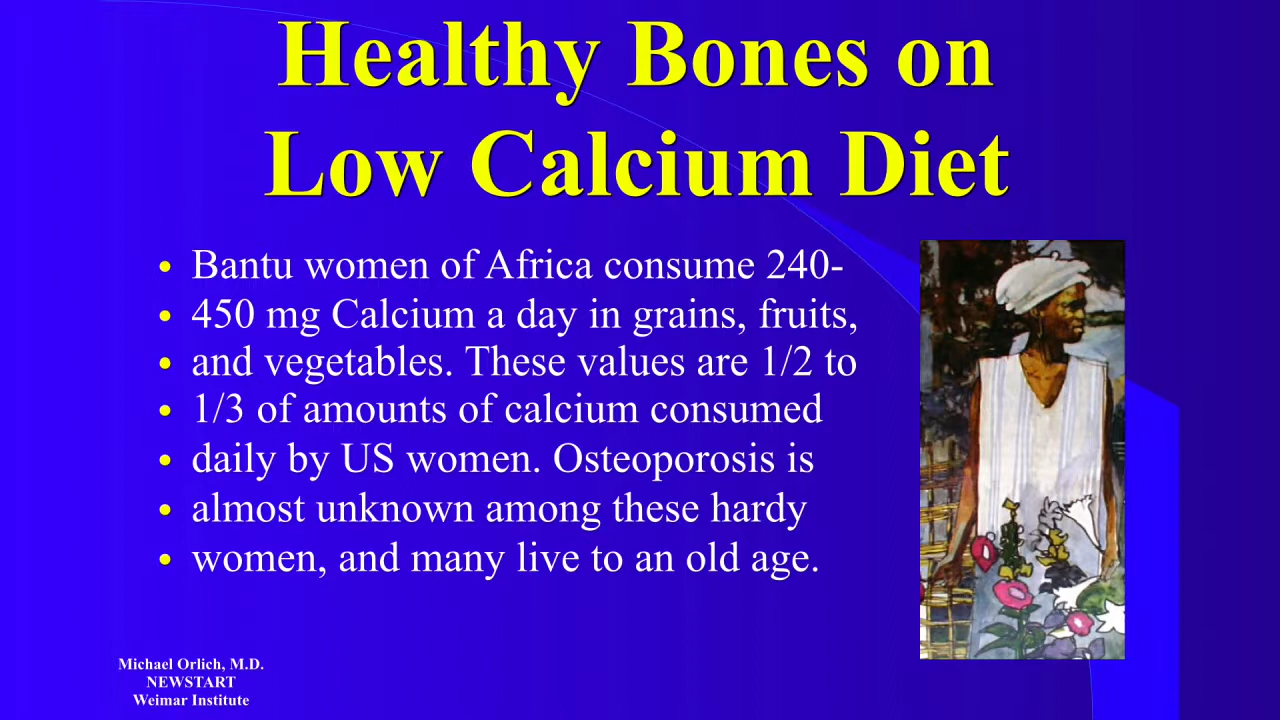 Healthy Bones on
Low Calcium Diet
• Bantu women of Africa consume 240-
• 450 mg Calcium a day in grains, fruits,
• and vegetables. These values are 1/2 to
• 1/3 of amounts of calcium consumed
• daily by US women. Osteoporosis is
• almost unknown among these hardy
• women, and many live to an old age.
Michael Orlich, M.D.
NEWSTART
Weimar Institute